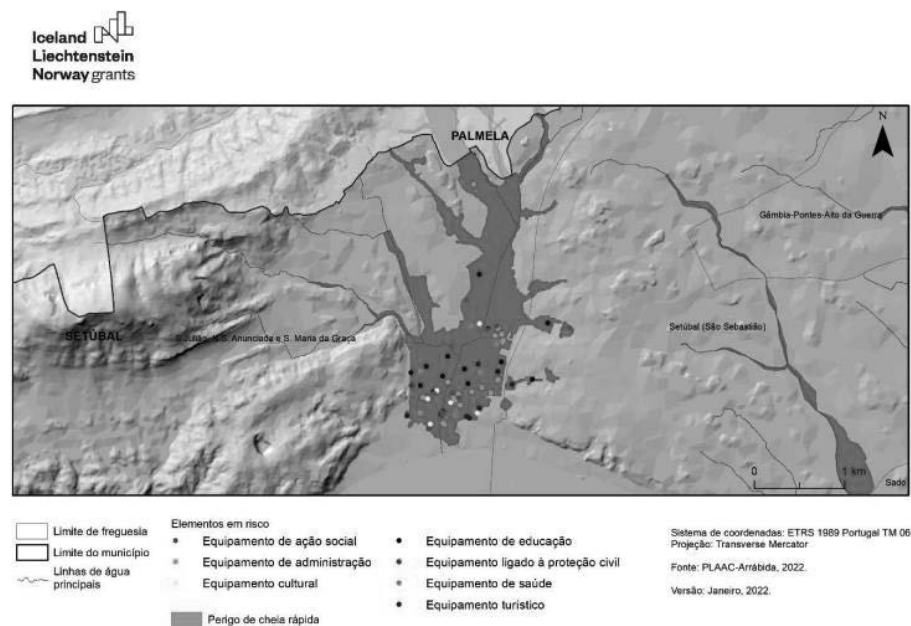 Iceland
Liechtenstein
Norway grants
PALMELA
N
Gâmbia-Pontes-Alto da Guerra
SETÚBAL
S. Julião, N.S. Anunciada e S. Maria da Graça
Setúbal (São Sebastião)
0 1 km
Sado
Limite de freguesia
Limite do município
Linhas de água
principais
Elementos em risco
Equipamento de ação social
Equipamento de administração
Equipamento cultural
Perigo de cheia rápida
Equipamento de educação
Equipamento ligado à proteção civil
Equipamento de saúde
Equipamento turístico
Sistema de coordenadas: ETRS 1989 Portugal TM 06
Projeção: Transverse Mercator
Fonte: PLAAC-Arrábida, 2022.
Versão: Janeiro, 2022.